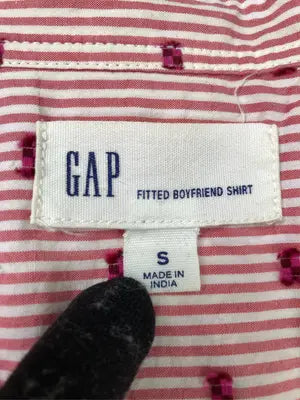 GAP FITTED BOYFRIEND SHIRT
S
MADE IN
INDIA